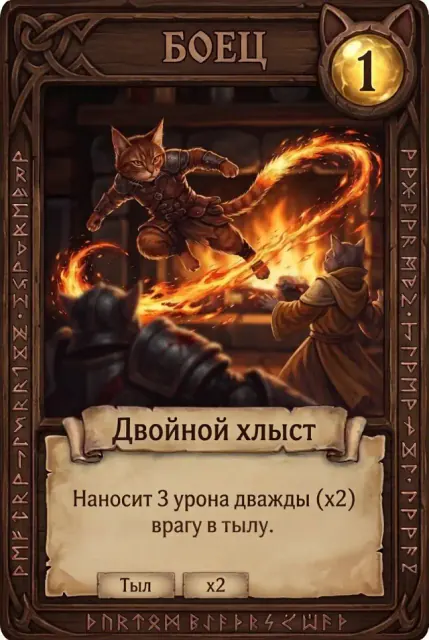 БОЕЦ
1
Двойной хлыст
Наносит 3 урона дважды (x2)
врагу в тылу.
Тыл
x2